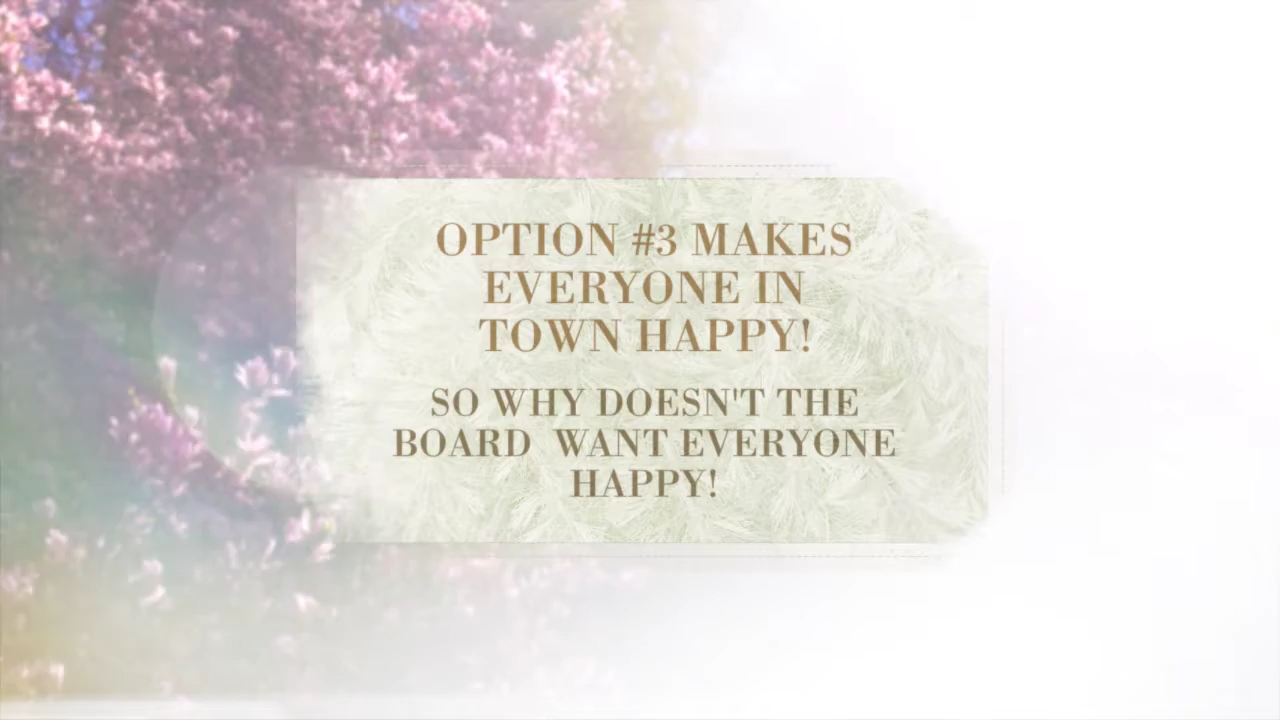 OPTION #3 MAKES
EVERYONE IN
TOWN HAPPY!
SO WHY DOESN'T THE
BOARD  WANT EVERYONE
HAPPY!